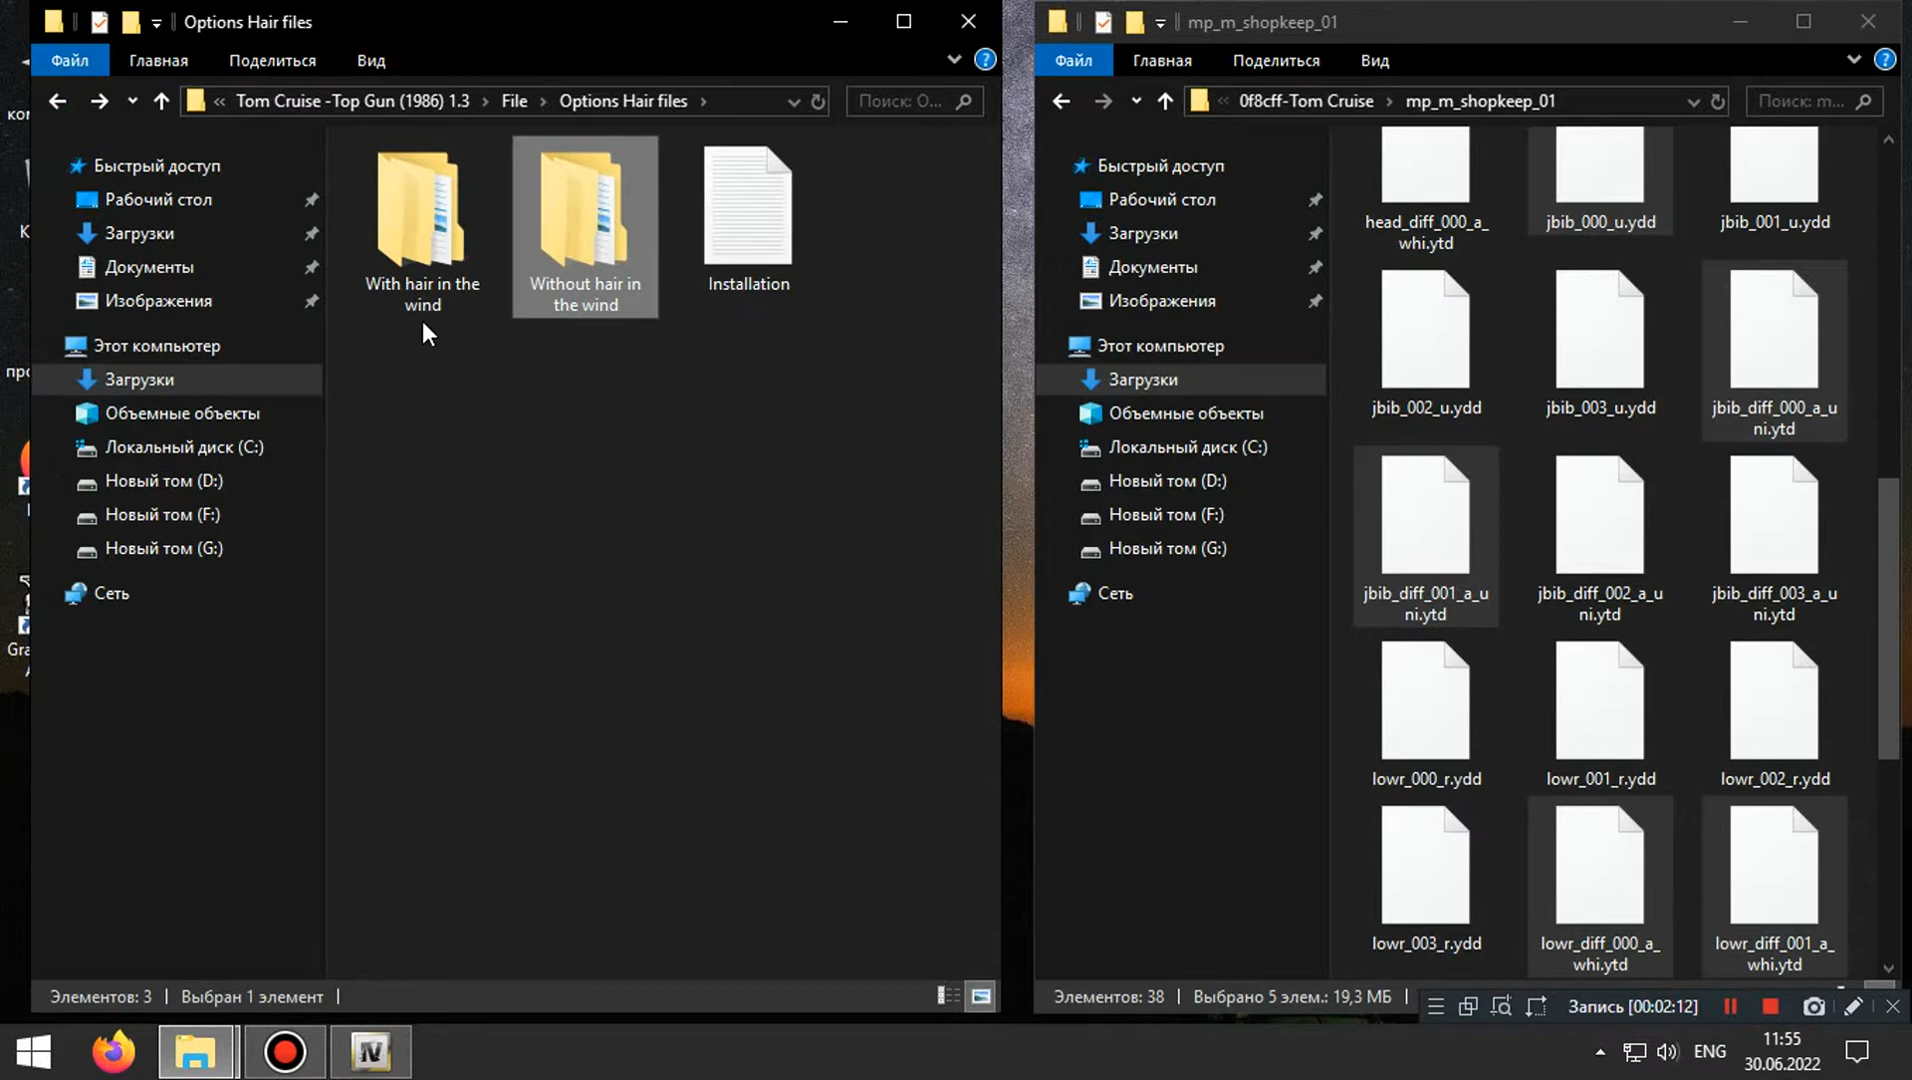 Options Hair files
Файл
Главная
Поделиться
Вид
Tom Cruise -Top Gun (1986) 1.3
File
Options Hair files
Поиск: O...
Быстрый доступ
Рабочий стол
Загрузки
Документы
Изображения
Этот компьютер
Загрузки
Объемные объекты
Локальный диск (C:)
Новый том (D:)
Новый том (F:)
Новый том (G:)
Сеть
With hair in the
wind
Without hair in
the wind
Installation
Элементов: 3
Выбран 1 элемент
mp_m_shopkeep_01
Файл
Главная
Поделиться
Вид
0f8cff-Tom Cruise
mp_m_shopkeep_01
Поиск: m...
Быстрый доступ
Рабочий стол
Загрузки
Документы
Изображения
Этот компьютер
Загрузки
Объемные объекты
Локальный диск (C:)
Новый том (D:)
Новый том (F:)
Новый том (G:)
Сеть
head_diff_000_a_
whi.ytd
jbib_000_u.ydd
jbib_001_u.ydd
jbib_002_u.ydd
jbib_003_u.ydd
jbib_diff_000_a_u
ni.ytd
jbib_diff_001_a_u
ni.ytd
jbib_diff_002_a_u
ni.ytd
jbib_diff_003_a_u
ni.ytd
lowr_000_r.ydd
lowr_001_r.ydd
lowr_002_r.ydd
lowr_003_r.ydd
lowr_diff_000_a_
whi.ytd
lowr_diff_001_a_
whi.ytd
Элементов: 38
Выбрано 5 элем.: 19,3 МБ
Запись [00:02:12]
IV
ENG
11:55
30.06.2022